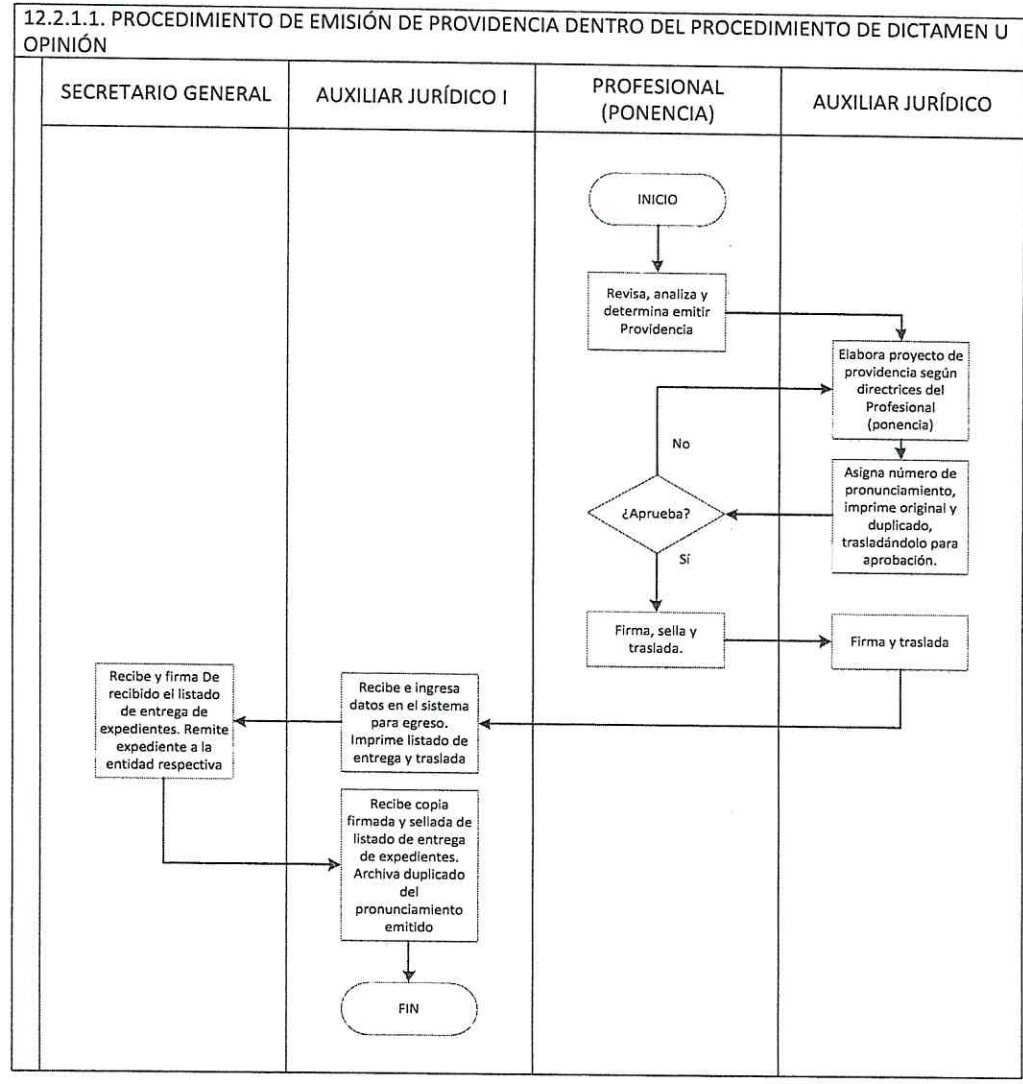 12.2.1.1. PROCEDIMIENTO DE EMISIÓN DE PROVIDENCIA DENTRO DEL PROCEDIMIENTO DE DICTAMEN U
OPINIÓN
SECRETARIO GENERAL
AUXILIAR JURÍDICO I
PROFESIONAL
(PONENCIA)
AUXILIAR JURÍDICO
INICIO
Revisa, analiza y
determina emitir
Providencia
Elabora proyecto de
providencia según
directrices del
Profesional
(ponencia)
No
Asigna número de
pronunciamiento,
imprime original y
duplicado,
trasladándolo para
aprobación.
¿Aprueba?
Sí
Firma, sella y
traslada.
Firma y traslada
Recibe e ingresa
datos en el sistema
para egreso.
Imprime listado de
entrega y traslada
Recibe y firma De
recibido el listado
de entrega de
expedientes. Remite
expediente a la
entidad respectiva
Recibe copia
firmada y sellada de
listado de entrega
de expedientes.
Archiva duplicado
del
pronunciamiento
emitido
FIN